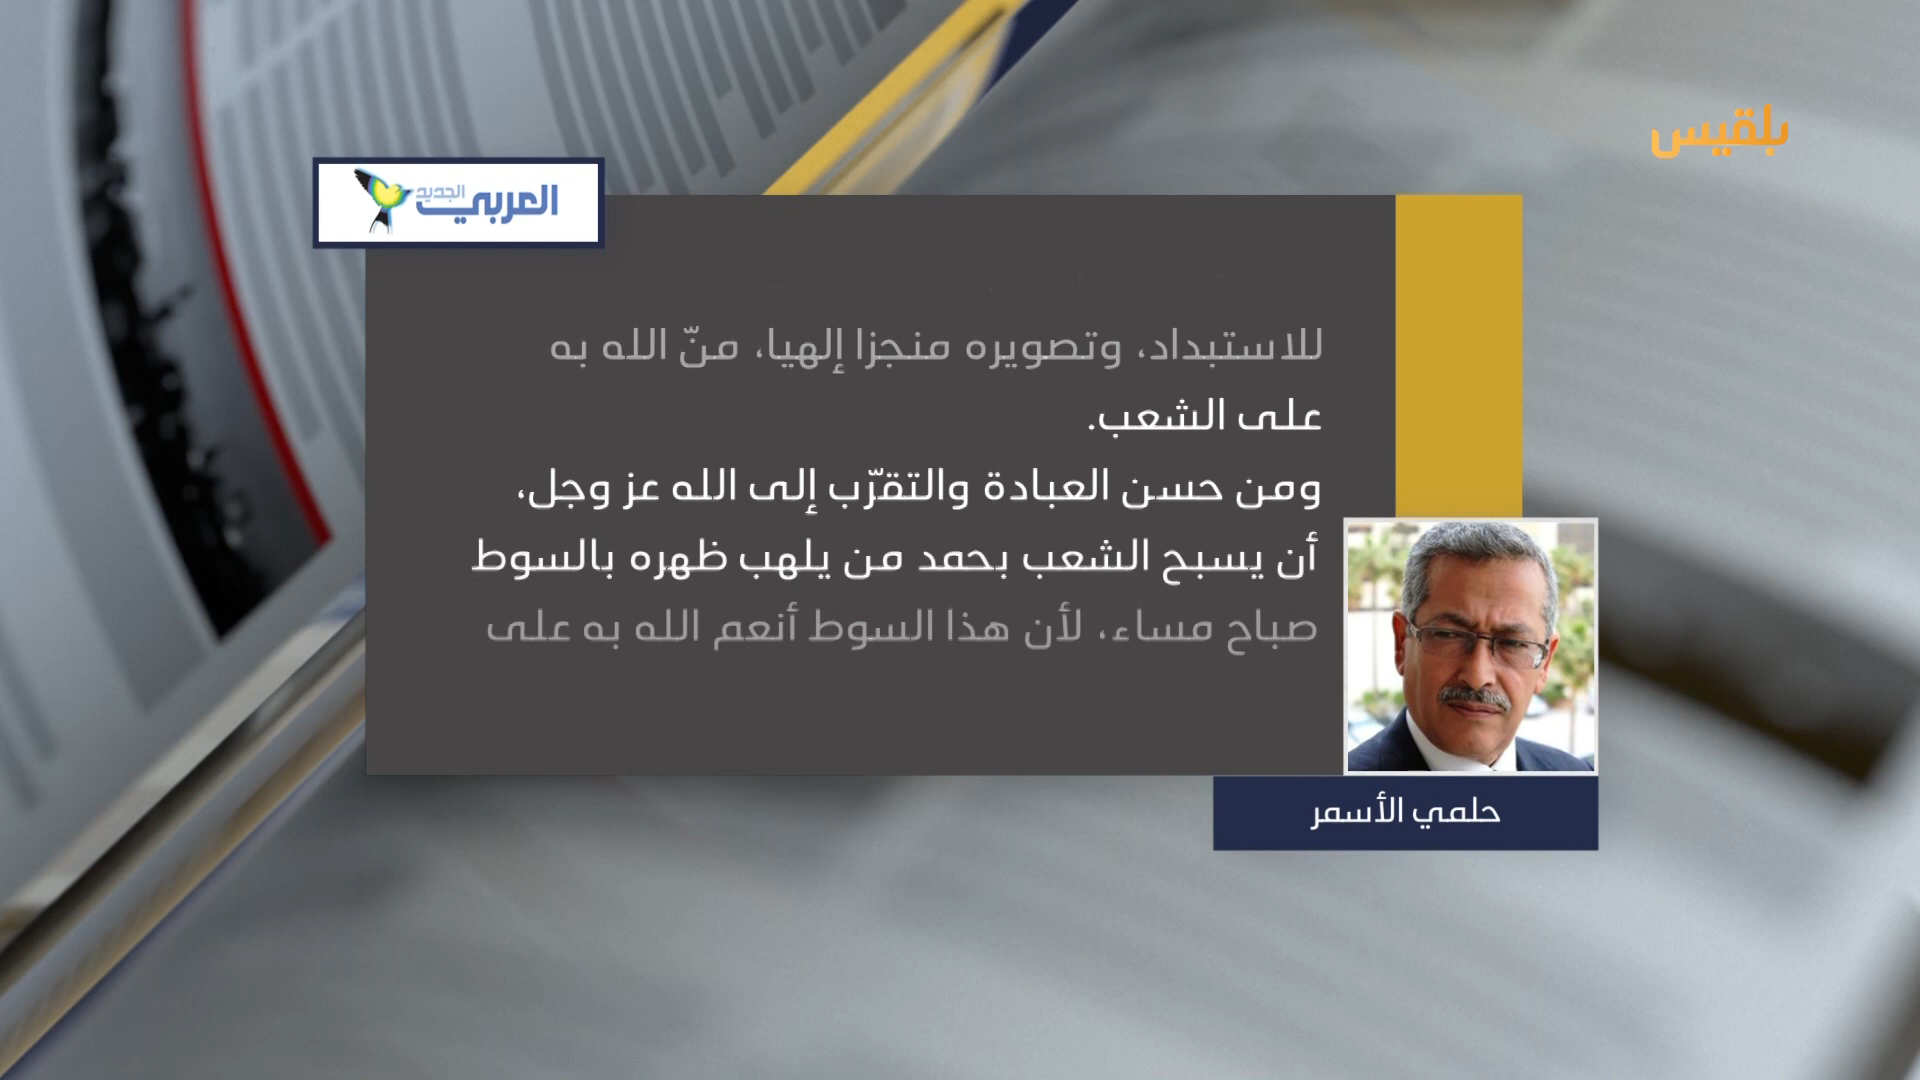 بلقيس
العربي الجديد
للاستبداد، وتصويره منجزا إلهيا، منّ الله به
على الشعب.
ومن حسن العبادة والتقرّب إلى الله عز وجل،
أن يسبح الشعب بحمد من يلهب ظهره بالسوط
صباح مساء، لأن هذا السوط أنعم الله به على
حلمي الأسمر